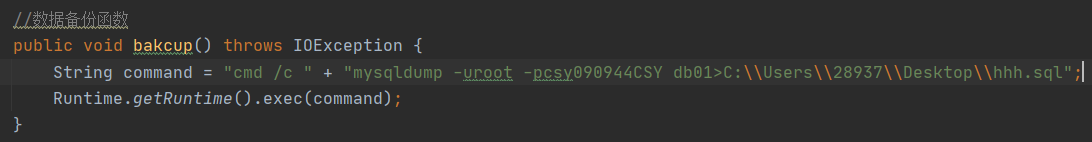 //数据备份函数
public void bakcup() throws IOException {
    String command = "cmd /c " + "mysqldump -uroot -pcsy090944CSY db01>C:\\Users\\28937\\Desktop\\hhh.sql";
    Runtime.getRuntime().exec(command);
}